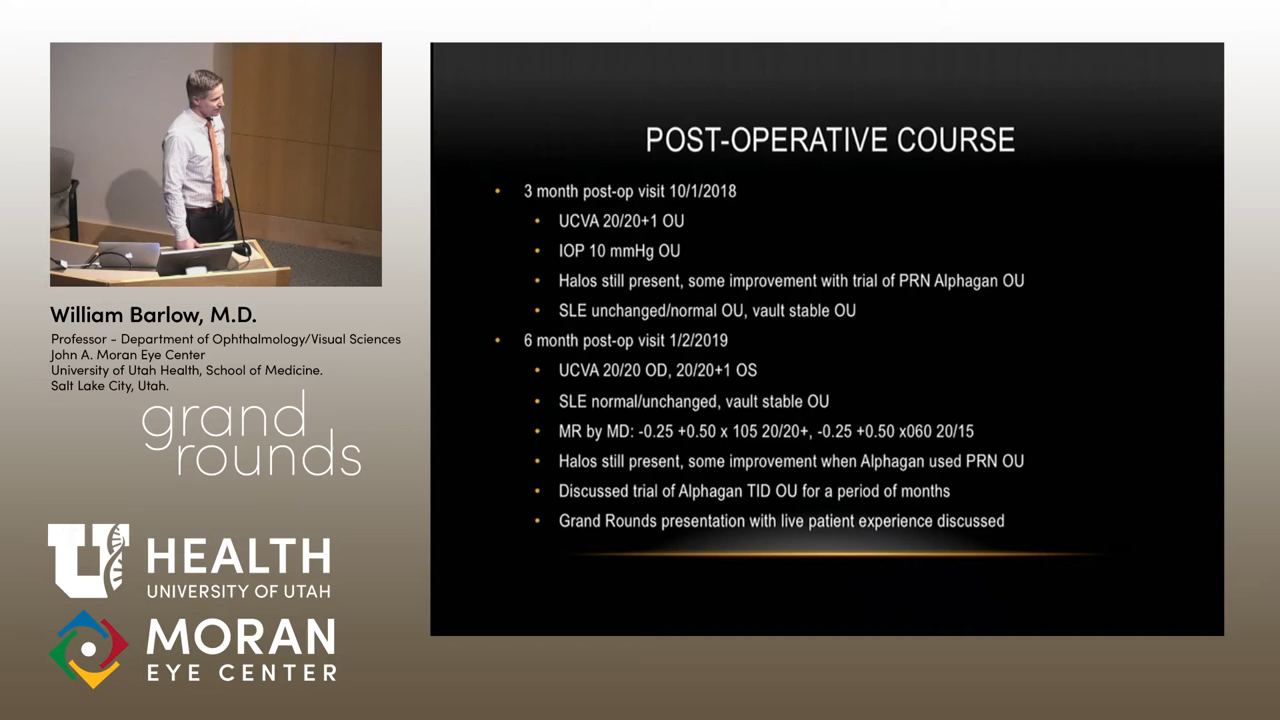 William Barlow, M.D.
Professor - Department of Ophthalmology/Visual Sciences
John A. Moran Eye Center
University of Utah Health, School of Medicine.
Salt Lake City, Utah.
grand
rounds
U HEALTH
UNIVERSITY OF UTAH
MORAN
EYE CENTER
POST-OPERATIVE COURSE
• 3 month post-op visit 10/1/2018
• UCVA 20/20+1 OU
• IOP 10 mmHg OU
• Halos still present, some improvement with trial of PRN Alphagan OU
• SLE unchanged/normal OU, vault stable OU
• 6 month post-op visit 1/2/2019
• UCVA 20/20 OD, 20/20+1 OS
• SLE normal/unchanged, vault stable OU
• MR by MD: -0.25 +0.50 x 105 20/20+, -0.25 +0.50 x060 20/15
• Halos still present, some improvement when Alphagan used PRN OU
• Discussed trial of Alphagan TID OU for a period of months
• Grand Rounds presentation with live patient experience discussed